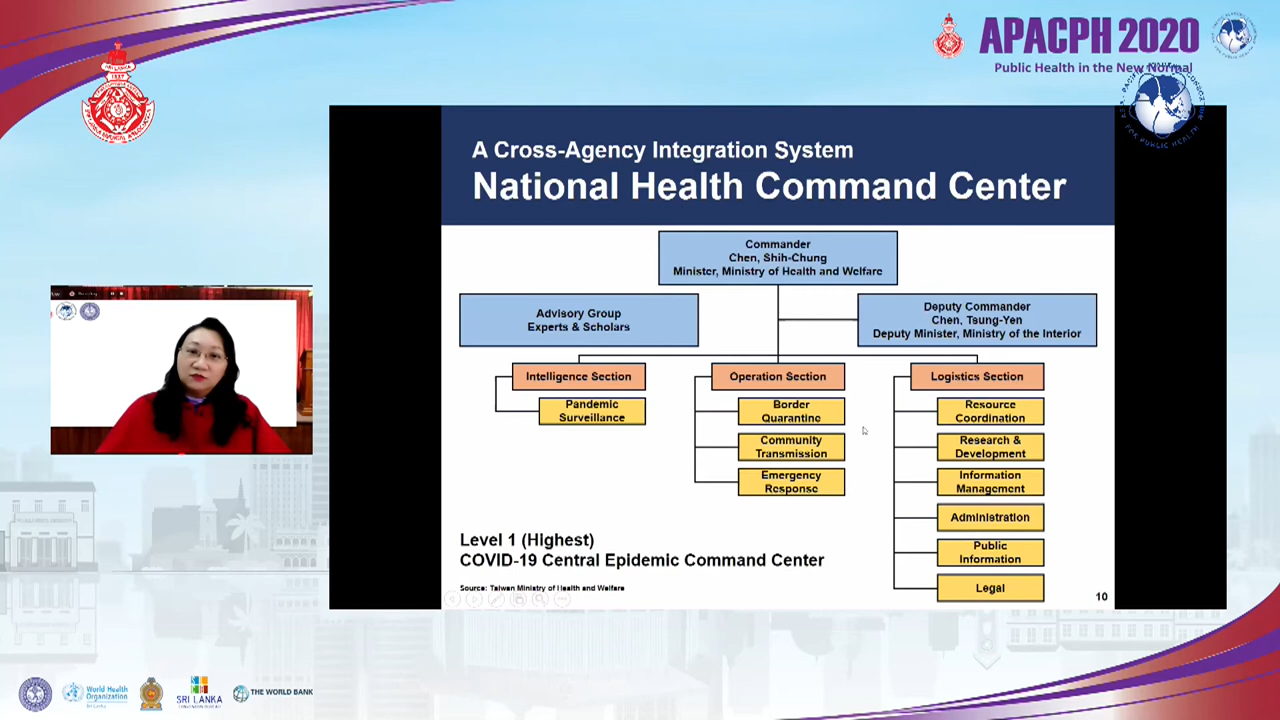 APACPH 2020
Public Health in the New Normal
A Cross-Agency Integration System
National Health Command Center
Commander
Chen, Shih-Chung
Minister, Ministry of Health and Welfare
Advisory Group
Experts & Scholars
Deputy Commander
Chen, Tsung-Yen
Deputy Minister, Ministry of the Interior
Intelligence Section
Pandemic
Surveillance
Operation Section
Border
Quarantine
Community
Transmission
Emergency
Response
Logistics Section
Resource
Coordination
Research &
Development
Information
Management
Administration
Public
Information
Legal
Level 1 (Highest)
COVID-19 Central Epidemic Command Center
Source: Taiwan Ministry of Health and Welfare
10
World Health
Organization
Sri Lanka
SRI LANKA
THE WORLD BANK